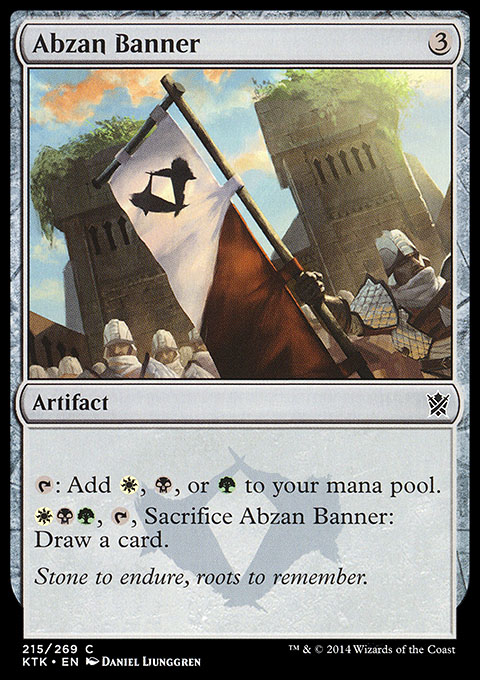 Abzan Banner 3
Artifact
: Add , , or to your mana pool.
, , Sacrifice Abzan Banner:
Draw a card.
Stone to endure, roots to remember.
215/269 C
KTK • EN Daniel Ljunggren
™ & © 2014 Wizards of the Coast